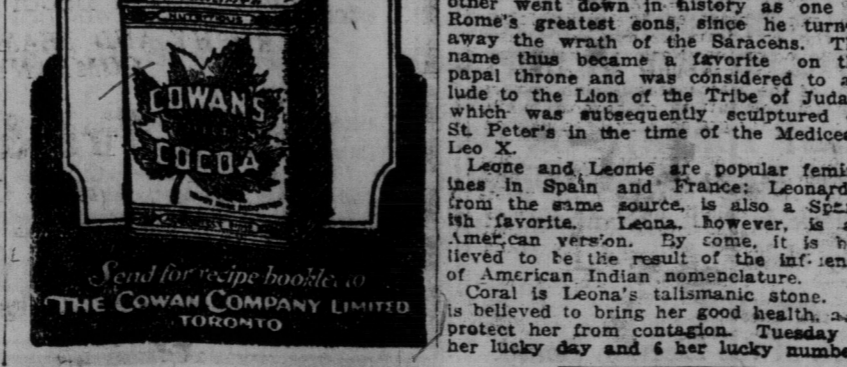 NUTRITIOUS
COWAN'S
COCOA
Send for recipe booklet to
THE COWAN COMPANY LIMITED
TORONTO
other went down in history as one
Rome's greatest sons, since he turn
away the wrath of the Saracens. T
name thus became a favorite on t
papal throne and was considered to a
lude to the Lion of the Tribe of Juda
which was subsequently sculptured
St. Peter's in the time of the Medice
Leo X.
Leone and Leonie are popular femi
ines in Spain and France; Leonard
from the same source, is also a Spa
ish favorite. Leona, however, is a
American version. By some, it is b
lieved to be the result of the
of American Indian nomenclature.
Coral is Leona's talismanic stone.
is believed to bring her good health, a
protect her from contagion. Tuesday
her lucky day and 6 her lucky numbe